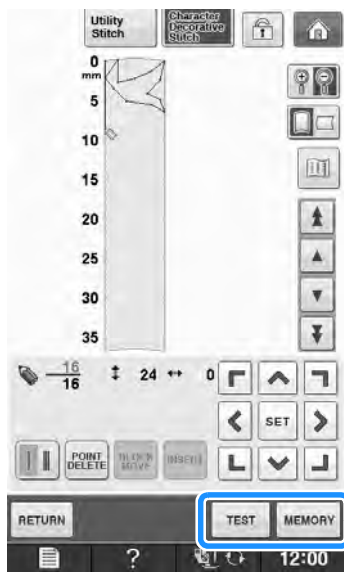 Utility
Stitch
Character
Decorative
Stitch
0
mm
5
10
15
20
25
30
35
16
16
24
0
SET
POINT
DELETE
BLOCK
MOVE
INSERT
RETURN
TEST
MEMORY
?
12:00